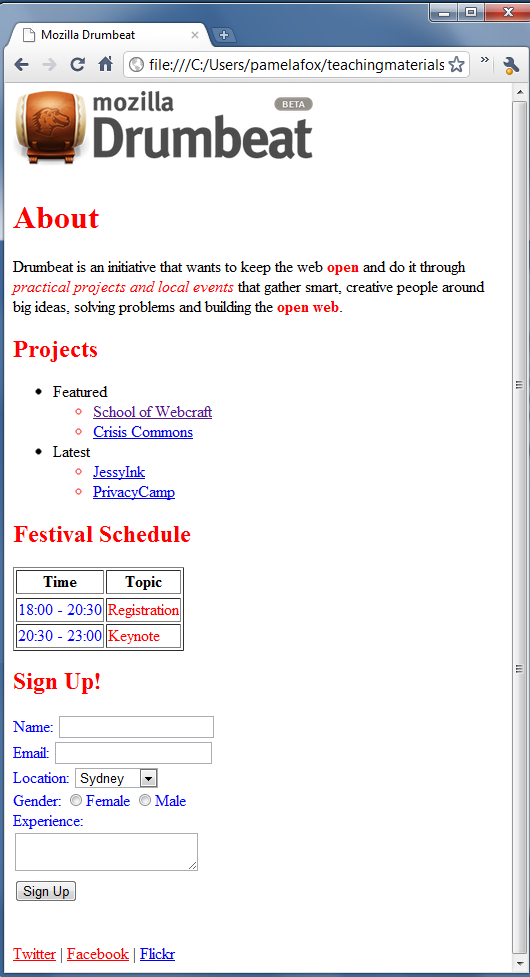 Mozilla Drumbeat
file:///C:/Users/pamelafox/teachingmaterials
mozilla
BETA
Drumbeat
About
Drumbeat is an initiative that wants to keep the web open and do it through
practical projects and local events that gather smart, creative people around
big ideas, solving problems and building the open web.
Projects
Featured
School of Webcraft
Crisis Commons
Latest
JessyInk
PrivacyCamp
Festival Schedule
Time Topic
18:00 - 20:30 Registration
20:30 - 23:00 Keynote
Sign Up!
Name:
Email:
Location: Sydney
Gender: Female Male
Experience:
Sign Up
Twitter | Facebook | Flickr